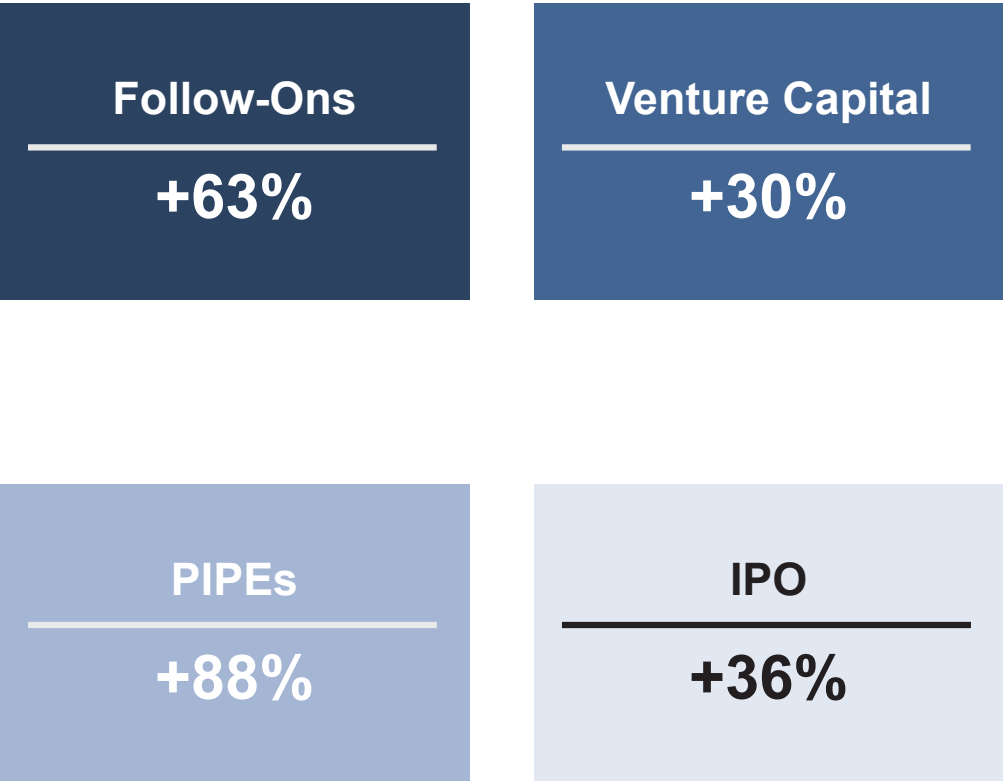 Follow-Ons
+63%
Venture Capital
+30%
PIPEs
+88%
IPO
+36%